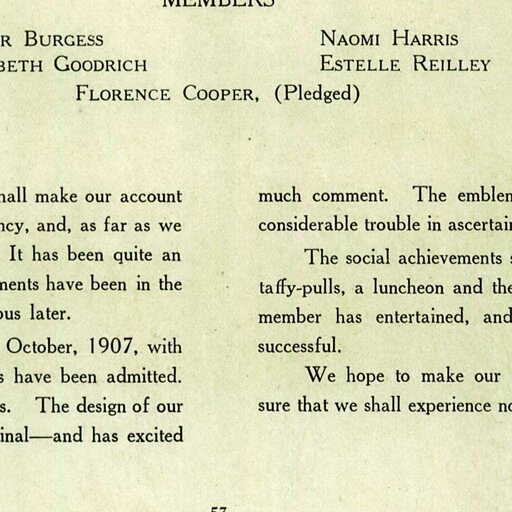 MEMBERS
R BURGESS
NAOMI HARRIS
BETH GOODRICH
ESTELLE REILLEY
FLORENCE COOPER, (Pledged)
hall make our account
ncy, and, as far as we
It has been quite an
ments have been in the
ous later.
October, 1907, with
s have been admitted.
s. The design of our
inal—and has excited
much comment. The emblem
considerable trouble in ascertain
The social achievements s
taffy-pulls, a luncheon and the
member has entertained, and
successful.
We hope to make our
sure that we shall experience no
57